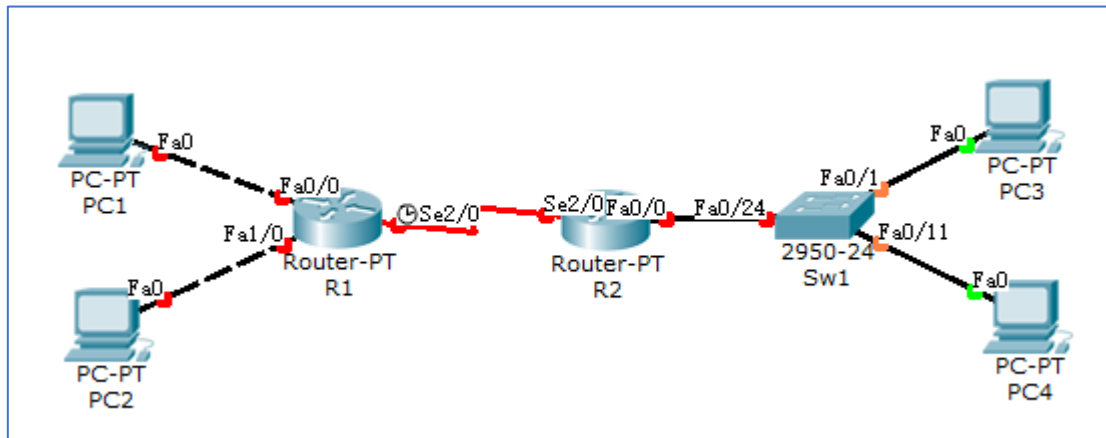 Fa0
PC-PT
PC1
Fa0/0
Fa1/0
Fa0
PC-PT
PC2
Router-PT
R1
Se2/0
Se2/0
Fa0/0
Router-PT
R2
Fa0/24
Fa0/1
Fa0/11
2950-24
Sw1
Fa0
PC-PT
PC3
Fa0
PC-PT
PC4